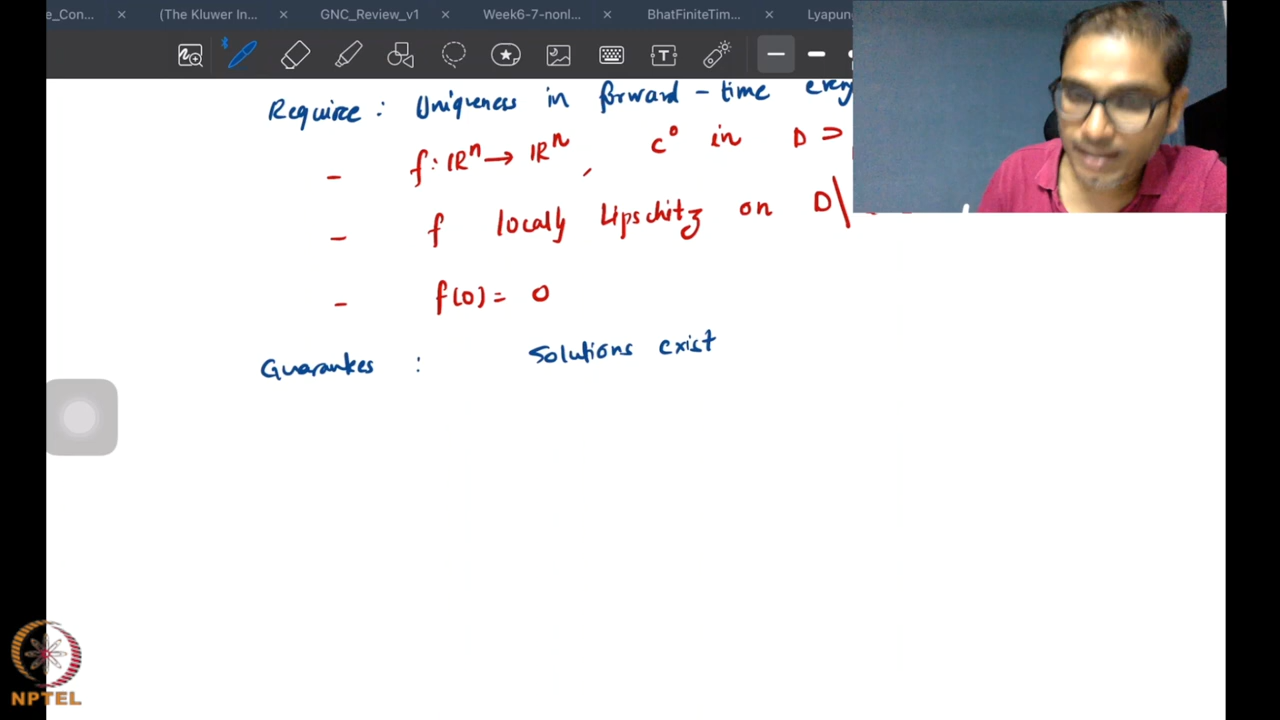 e_Con... × (The Kluwer In... × GNC_Review_v1 × Week6-7-nonl... × BhatFiniteTim... × Lyapun
Require : Uniqueness in forward - time every
- f : ℝⁿ → ℝⁿ , C⁰ in D ⊃
- f locally Lipschitz on D\
- f(0) = 0
Guarantees : Solutions exist
NPTEL